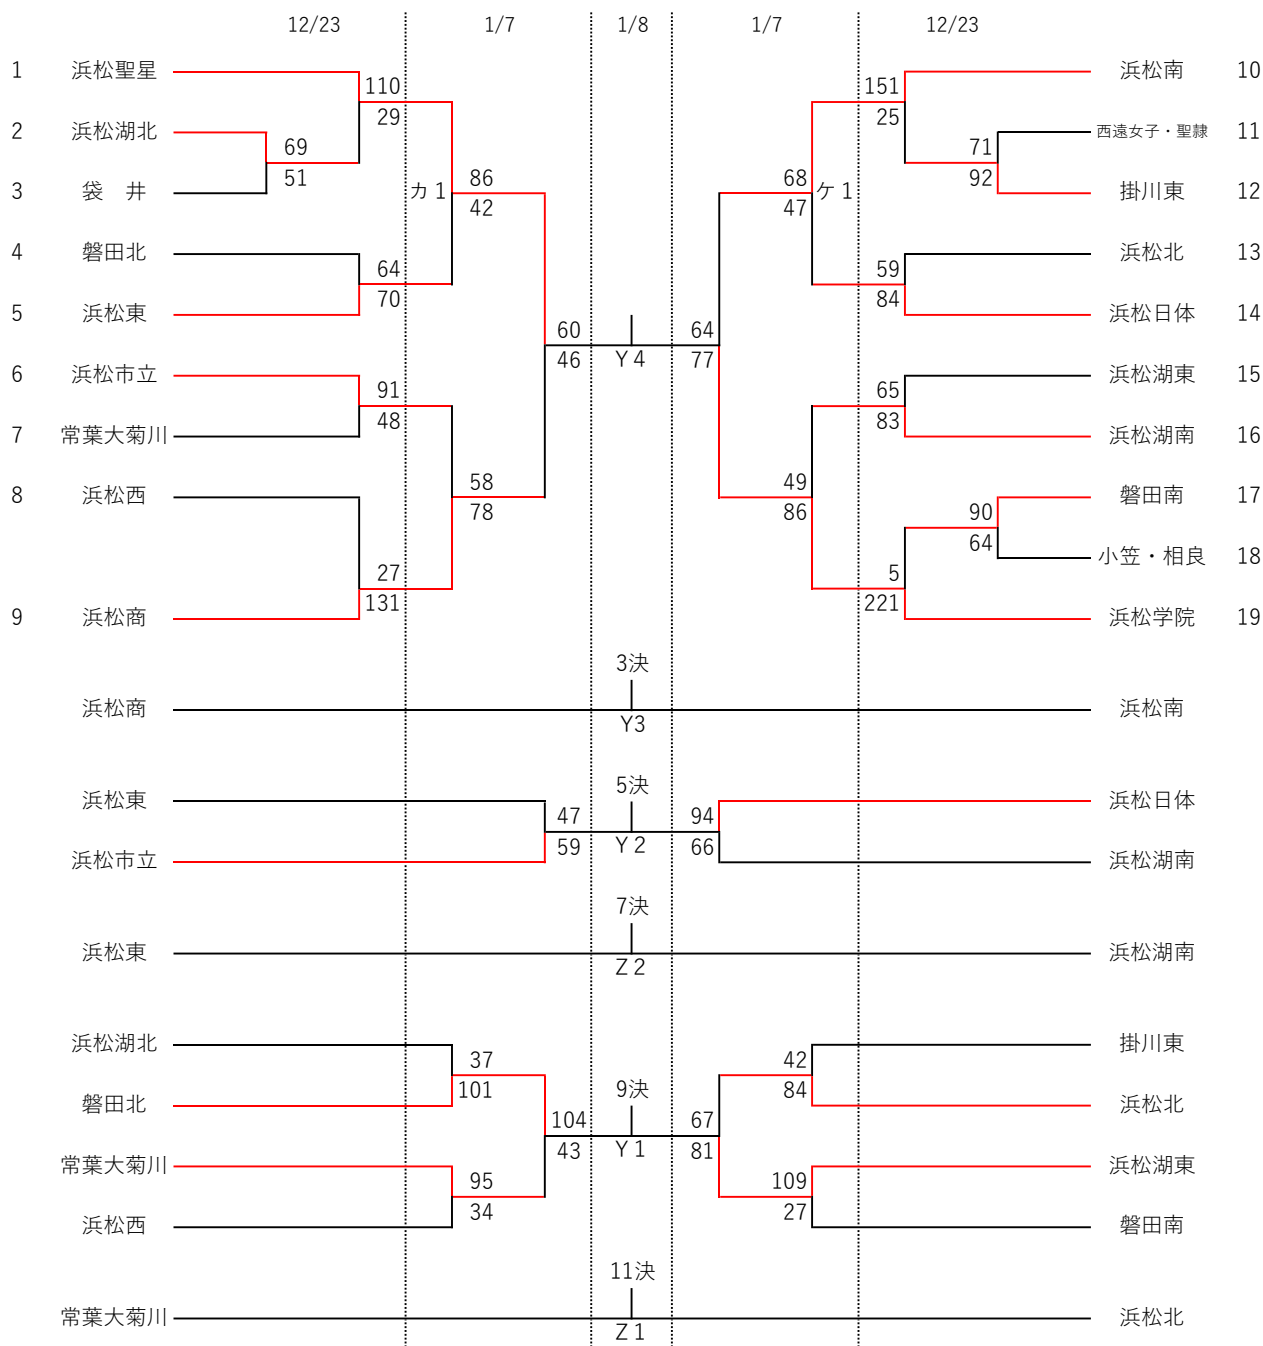 12/23 1/7 1/8 1/7 12/23
1 浜松聖星 110 151 浜松南 10
29 25
2 浜松湖北 69 71 西遠女子・聖隷 11
51 92
3 袋　井 カ1 86 68 ケ1 掛川東 12
42 47
4 磐田北 64 59 浜松北 13
70 84
5 浜松東 浜松日体 14
60 64
46 Y4 77
6 浜松市立 91 65 浜松湖東 15
48 83
7 常葉大菊川 浜松湖南 16
58 49
8 浜松西 78 86 90 磐田南 17
64
27 5 小笠・相良 18
131 221
9 浜松商 浜松学院 19
3決
浜松商 Y3 浜松南
5決
浜松東 47 94 浜松日体
59 Y2 66
浜松市立 浜松湖南
7決
浜松東 Z2 浜松湖南
浜松湖北 37 42 掛川東
101 84
磐田北 9決 浜松北
104 67
43 Y1 81
常葉大菊川 95 109 浜松湖東
34 27
浜松西 磐田南
11決
常葉大菊川 Z1 浜松北